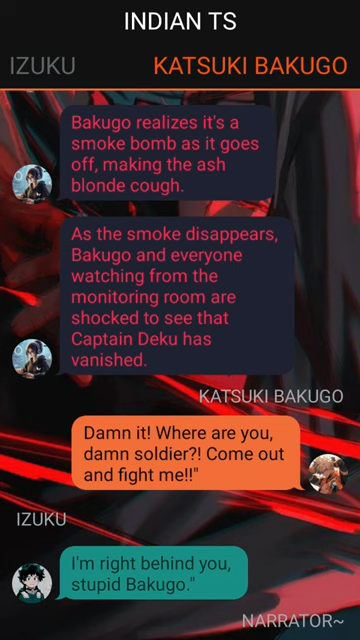 INDIAN TS
IZUKU
KATSUKI BAKUGO
Bakugo realizes it's a
smoke bomb as it goes
off, making the ash
blonde cough.
As the smoke disappears,
Bakugo and everyone
watching from the
monitoring room are
shocked to see that
Captain Deku has
vanished.
KATSUKI BAKUGO
Damn it! Where are you,
damn soldier?! Come out
and fight me!!"
IZUKU
I'm right behind you,
stupid Bakugo."
NARRATOR~